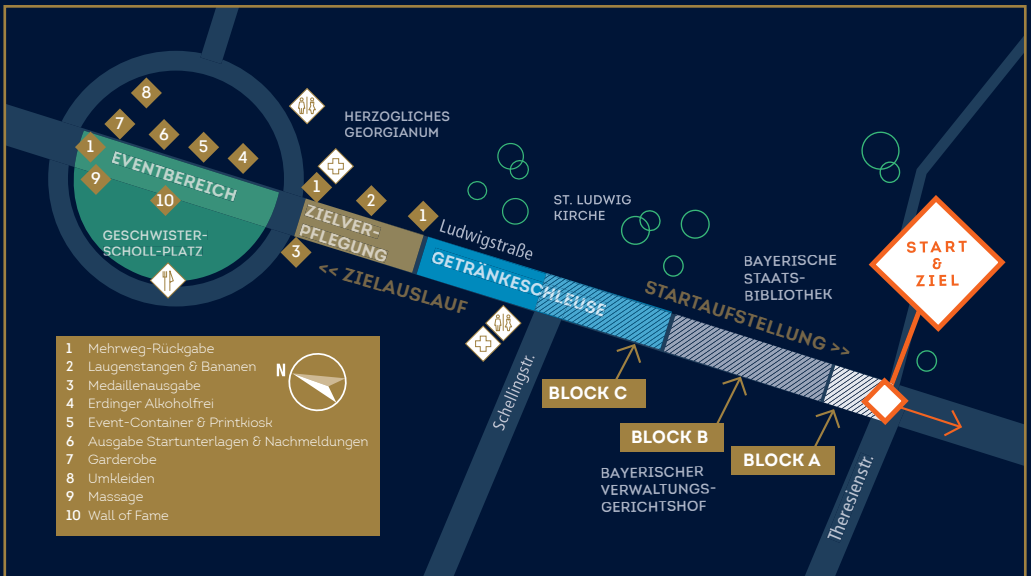 8
7
6
5
4
1
9
10
EVENTBEREICH
GESCHWISTER-
SCHOLL-PLATZ
HERZOGLICHES
GEORGIANUM
1
2
1
3
ZIELVER-
PFLEGUNG
<< ZIELAUSLAUF
Ludwigstraße
GETRÄNKESCHLEUSE
ST. LUDWIG
KIRCHE
STARTAUFSTELLUNG >>
BAYERISCHE
STAATS-
BIBLIOTHEK
START
&
ZIEL
BLOCK C
BLOCK B
BLOCK A
Schellingstr.
BAYERISCHER
VERWALTUNGS-
GERICHTSHOF
Theresienstr.
N
1 Mehrweg-Rückgabe
2 Laugenstangen & Bananen
3 Medaillenausgabe
4 Erdinger Alkoholfrei
5 Event-Container & Printkiosk
6 Ausgabe Startunterlagen & Nachmeldungen
7 Garderobe
8 Umkleiden
9 Massage
10 Wall of Fame